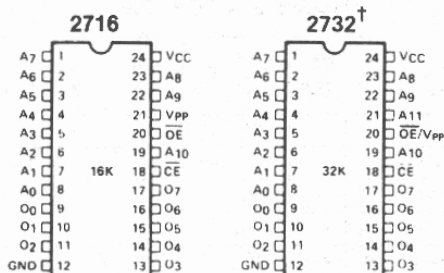 2716 2732†
A7 1 24 VCC A7 1 24 VCC
A6 2 23 A8 A6 2 23 A8
A5 3 22 A9 A5 3 22 A9
A4 4 21 VPP A4 4 21 A11
A3 5 20 O̅E̅ A3 5 20 O̅E̅/VPP
A2 6 19 A10 A2 6 19 A10
A1 7 16K 18 C̅E̅ A1 7 32K 18 C̅E̅
A0 8 17 O7 A0 8 17 O7
O0 9 16 O6 O0 9 16 O6
O1 10 15 O5 O1 10 15 O5
O2 11 14 O4 O2 11 14 O4
GND 12 13 O3 GND 12 13 O3